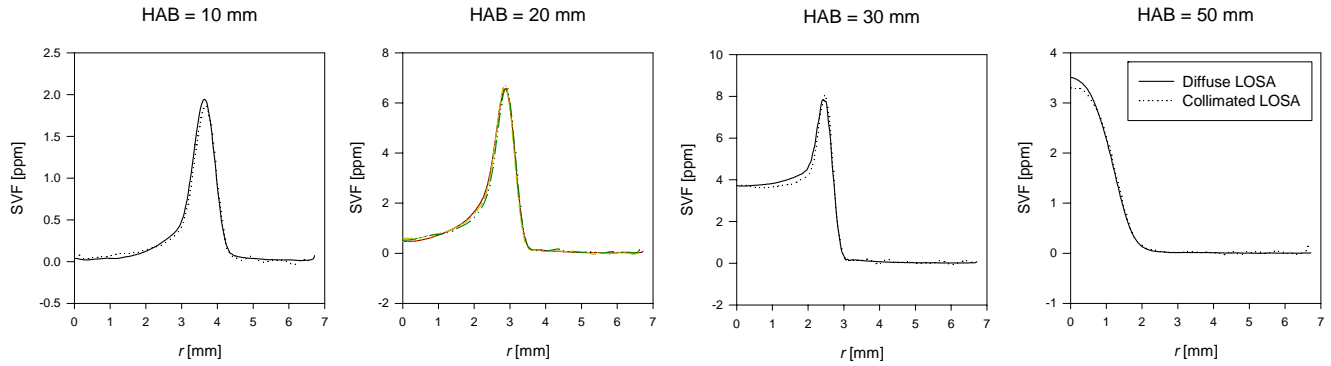 HAB = 10 mm
HAB = 20 mm
HAB = 30 mm
HAB = 50 mm
SVF [ppm]
2.5
2.0
1.5
1.0
0.5
0.0
-0.5
0 1 2 3 4 5 6 7
r [mm]
SVF [ppm]
8
6
4
2
0
-2
0 1 2 3 4 5 6 7
r [mm]
SVF [ppm]
10
8
6
4
2
0
-2
0 1 2 3 4 5 6 7
r [mm]
SVF [ppm]
4
3
2
1
0
-1
0 1 2 3 4 5 6 7
r [mm]
Diffuse LOSA
Collimated LOSA